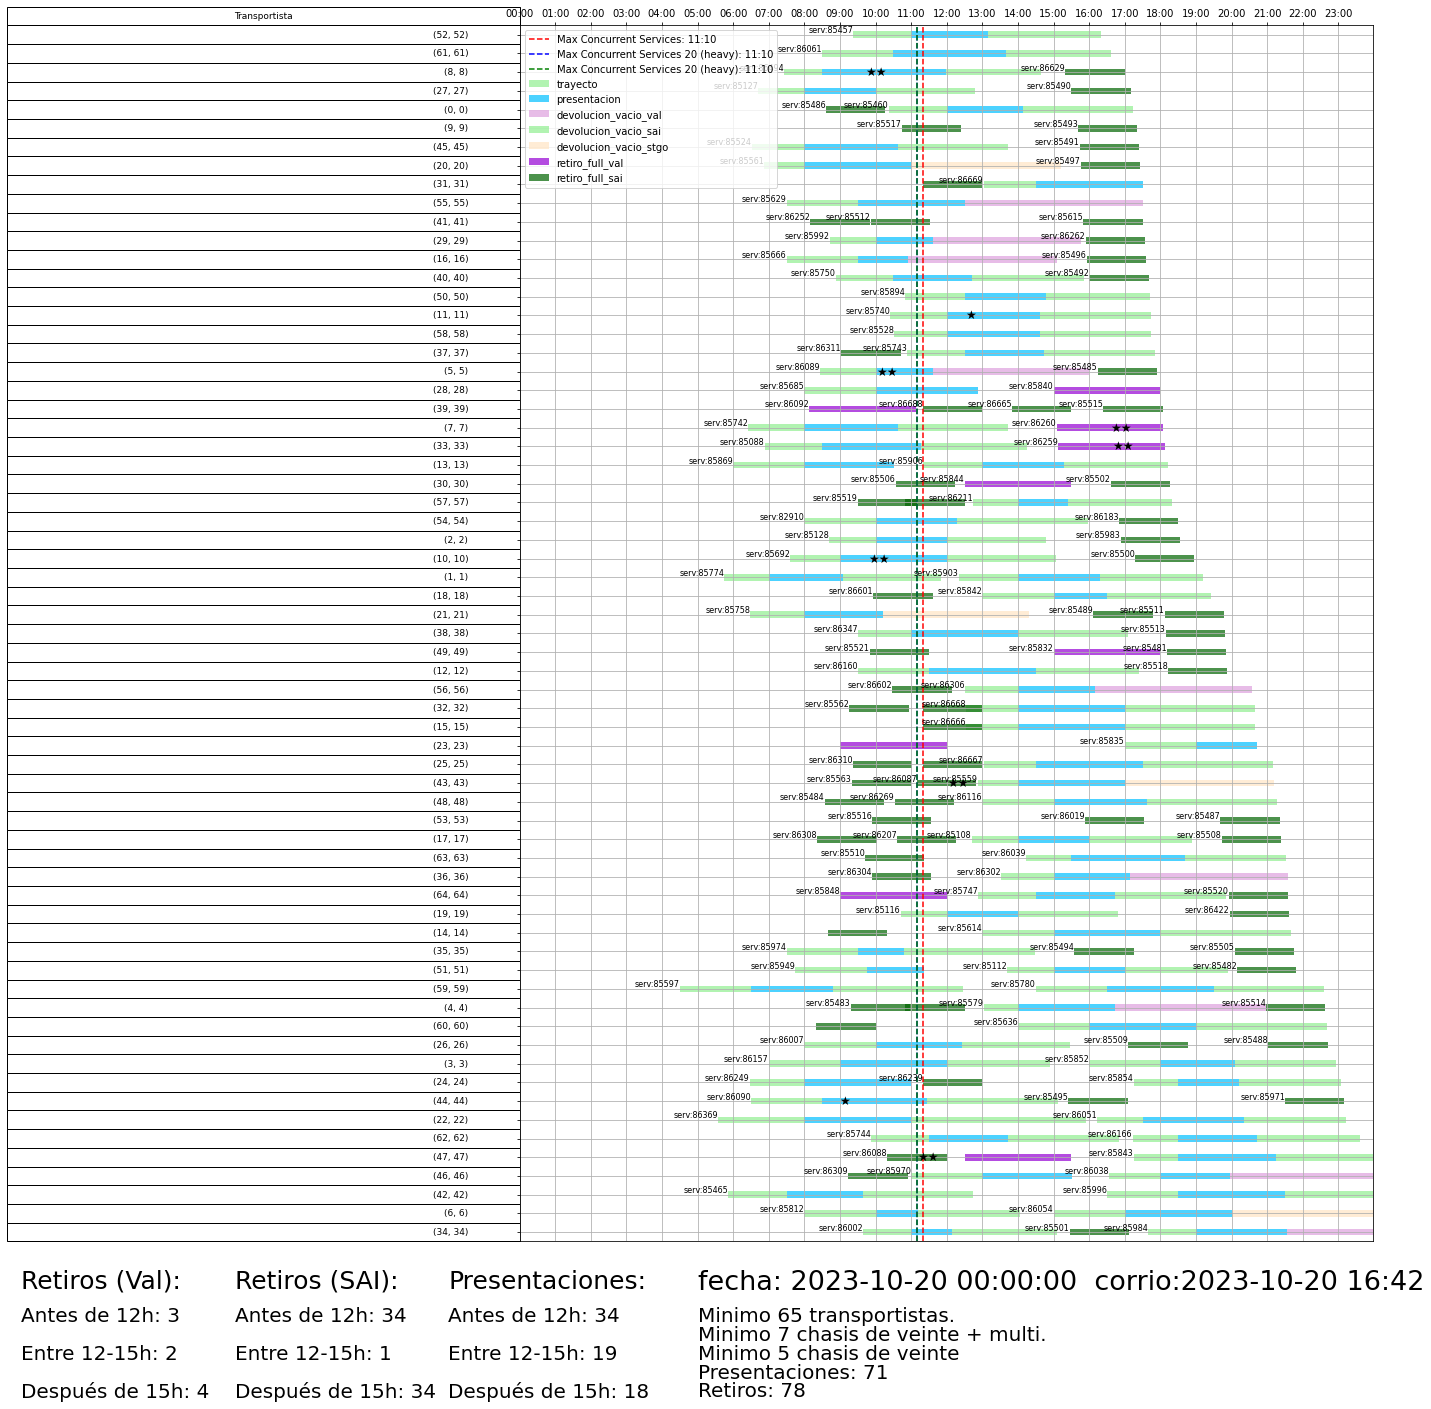 Transportista
00:00 01:00 02:00 03:00 04:00 05:00 06:00 07:00 08:00 09:00 10:00 11:00 12:00 13:00 14:00 15:00 16:00 17:00 18:00 19:00 20:00 21:00 22:00 23:00
Max Concurrent Services: 11:10
Max Concurrent Services 20 (heavy): 11:10
Max Concurrent Services 20 (heavy): 11:10
trayecto
presentacion
devolucion_vacio_val
devolucion_vacio_sai
devolucion_vacio_stgo
retiro_full_val
retiro_full_sai
(52, 52) serv:85457
(61, 61) serv:86061
(8, 8) serv:86629
(27, 27) serv:85127 serv:85490
(0, 0) serv:85486 serv:85460
(9, 9) serv:85517 serv:85493
(45, 45) serv:85524 serv:85491
(20, 20) serv:85561 serv:85497
(31, 31) serv:86669
(55, 55) serv:85629
(41, 41) serv:86252 serv:85512 serv:85615
(29, 29) serv:85992 serv:86262
(16, 16) serv:85666 serv:85496
(40, 40) serv:85750 serv:85492
(50, 50) serv:85894
(11, 11) serv:85740
(58, 58) serv:85528
(37, 37) serv:86311 serv:85743
(5, 5) serv:86089 serv:85485
(28, 28) serv:85685 serv:85840
(39, 39) serv:86092 serv:86688 serv:86665 serv:85515
(7, 7) serv:85742 serv:86260
(33, 33) serv:85088 serv:86259
(13, 13) serv:85869 serv:85906
(30, 30) serv:85506 serv:85844 serv:85502
(57, 57) serv:85519 serv:86211
(54, 54) serv:82910 serv:86183
(2, 2) serv:85128 serv:85983
(10, 10) serv:85692 serv:85500
(1, 1) serv:85774 serv:85903
(18, 18) serv:86601 serv:85842
(21, 21) serv:85758 serv:85489 serv:85511
(38, 38) serv:86347 serv:85513
(49, 49) serv:85521 serv:85832 serv:85481
(12, 12) serv:86160 serv:85518
(56, 56) serv:86602 serv:86306
(32, 32) serv:85562 serv:86668
(15, 15) serv:86666
(23, 23) serv:85835
(25, 25) serv:86310 serv:86667
(43, 43) serv:85563 serv:86087 serv:85559
(48, 48) serv:85484 serv:86269 serv:86116
(53, 53) serv:85516 serv:86019 serv:85487
(17, 17) serv:86308 serv:86207 serv:85108 serv:85508
(63, 63) serv:85510 serv:86039
(36, 36) serv:86304 serv:86302
(64, 64) serv:85848 serv:85747 serv:85520
(19, 19) serv:85116 serv:86422
(14, 14) serv:85614
(35, 35) serv:85974 serv:85494 serv:85505
(51, 51) serv:85949 serv:85112 serv:85482
(59, 59) serv:85597 serv:85780
(4, 4) serv:85483 serv:85579 serv:85514
(60, 60) serv:85636
(26, 26) serv:86007 serv:85509 serv:85488
(3, 3) serv:86157 serv:85852
(24, 24) serv:86249 serv:86239 serv:85854
(44, 44) serv:86090 serv:85495 serv:85971
(22, 22) serv:86369 serv:86051
(62, 62) serv:85744 serv:86166
(47, 47) serv:86088 serv:85843
(46, 46) serv:86309 serv:85970 serv:86038
(42, 42) serv:85465 serv:85996
(6, 6) serv:85812 serv:86054
(34, 34) serv:86002 serv:85501 serv:85984
Retiros (Val):
Antes de 12h: 3
Entre 12-15h: 2
Después de 15h: 4
Retiros (SAI):
Antes de 12h: 34
Entre 12-15h: 1
Después de 15h: 34
Presentaciones:
Antes de 12h: 34
Entre 12-15h: 19
Después de 15h: 18
fecha: 2023-10-20 00:00:00 corrio:2023-10-20 16:42
Minimo 65 transportistas.
Minimo 7 chasis de veinte + multi.
Minimo 5 chasis de veinte
Presentaciones: 71
Retiros: 78